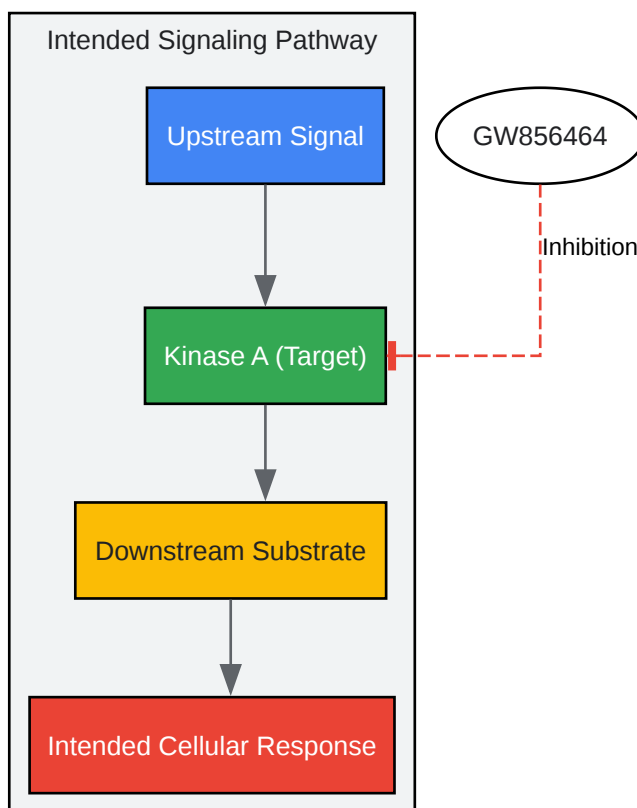 Intended Signaling Pathway
Upstream Signal
GW856464
Inhibition
Kinase A (Target)
Downstream Substrate
Intended Cellular Response